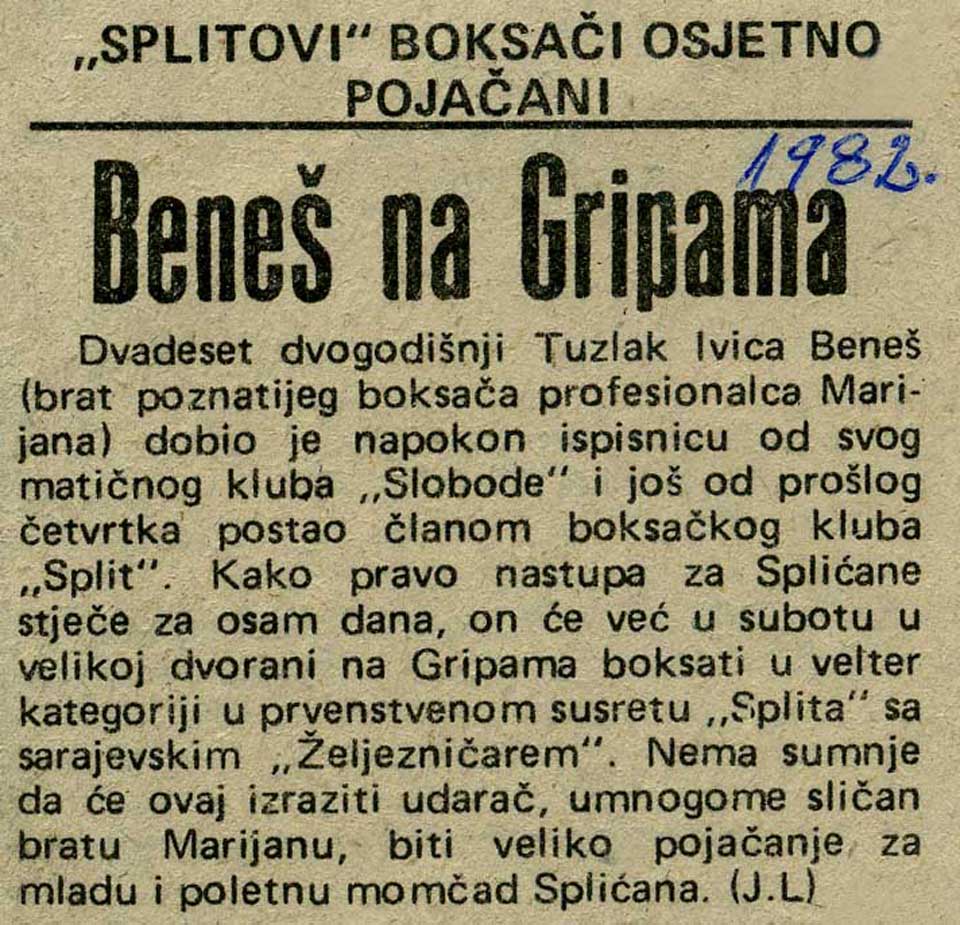 „SPLITOVI" BOKSAČI OSJETNO
POJAČANI
1982.
Beneš na Gripama
Dvadeset dvogodišnji Tuzlak Ivica Beneš
(brat poznatijeg boksača profesionalca Mari-
jana) dobio je napokon ispisnicu od svog
matičnog kluba „Slobode" i još od prošlog
četvrtka postao članom boksačkog kluba
„Split". Kako pravo nastupa za Splićane
stječe za osam dana, on će već u subotu u
velikoj dvorani na Gripama boksati u velter
kategoriji u prvenstvenom susretu „Splita" sa
sarajevskim „Željezničarem". Nema sumnje
da će ovaj izraziti udarač, umnogome sličan
bratu Marijanu, biti veliko pojačanje za
mladu i poletnu momčad Splićana. (J.L)